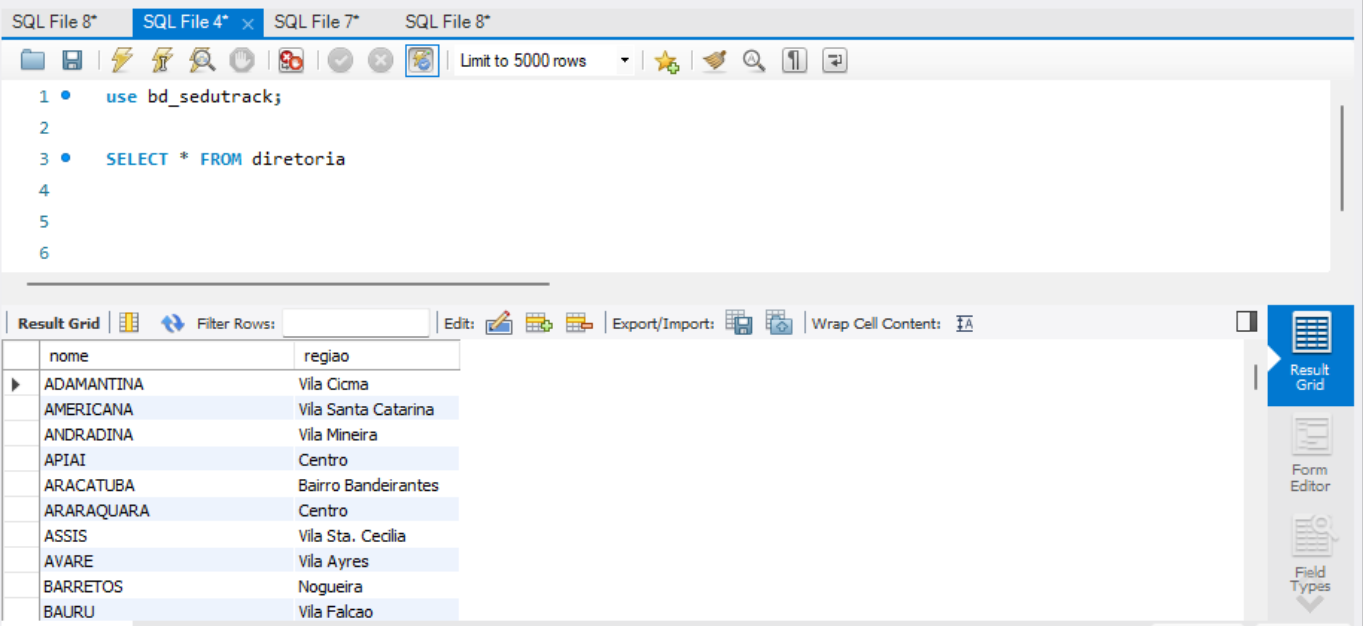 SQL File 8* SQL File 4* × SQL File 7* SQL File 8*
Limit to 5000 rows
1 use bd_sedutrack;
2
3 SELECT * FROM diretoria
4
5
6
Result Grid Filter Rows: Edit: Export/Import: Wrap Cell Content:
nome regiao
ADAMANTINA Vila Cicma
AMERICANA Vila Santa Catarina
ANDRADINA Vila Mineira
APIAI Centro
ARACATUBA Bairro Bandeirantes
ARARAQUARA Centro
ASSIS Vila Sta. Cecilia
AVARE Vila Ayres
BARRETOS Nogueira
BAURU Vila Falcao
Result
Grid
Form
Editor
Field
Types